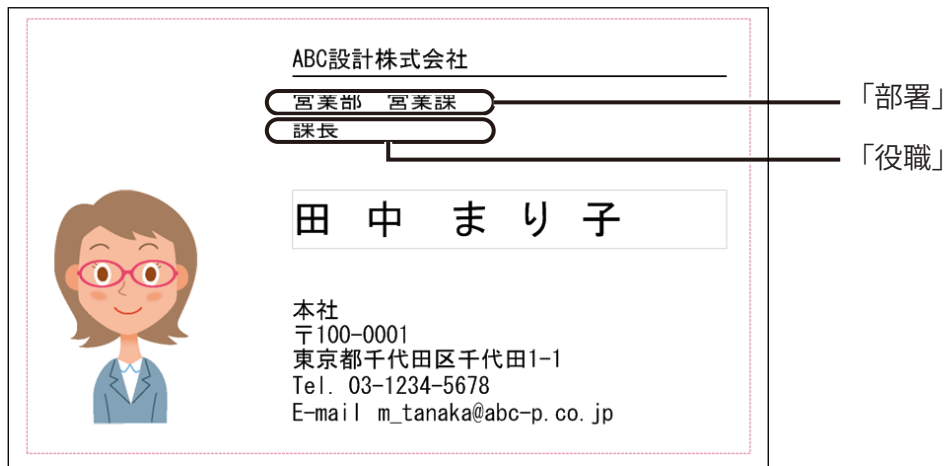 ABC設計株式会社
営業部　営業課
「部署」
課長
「役職」
田 中 ま り 子
本社
〒100-0001
東京都千代田区千代田1-1
Tel. 03-1234-5678
E-mail m_tanaka@abc-p.co.jp